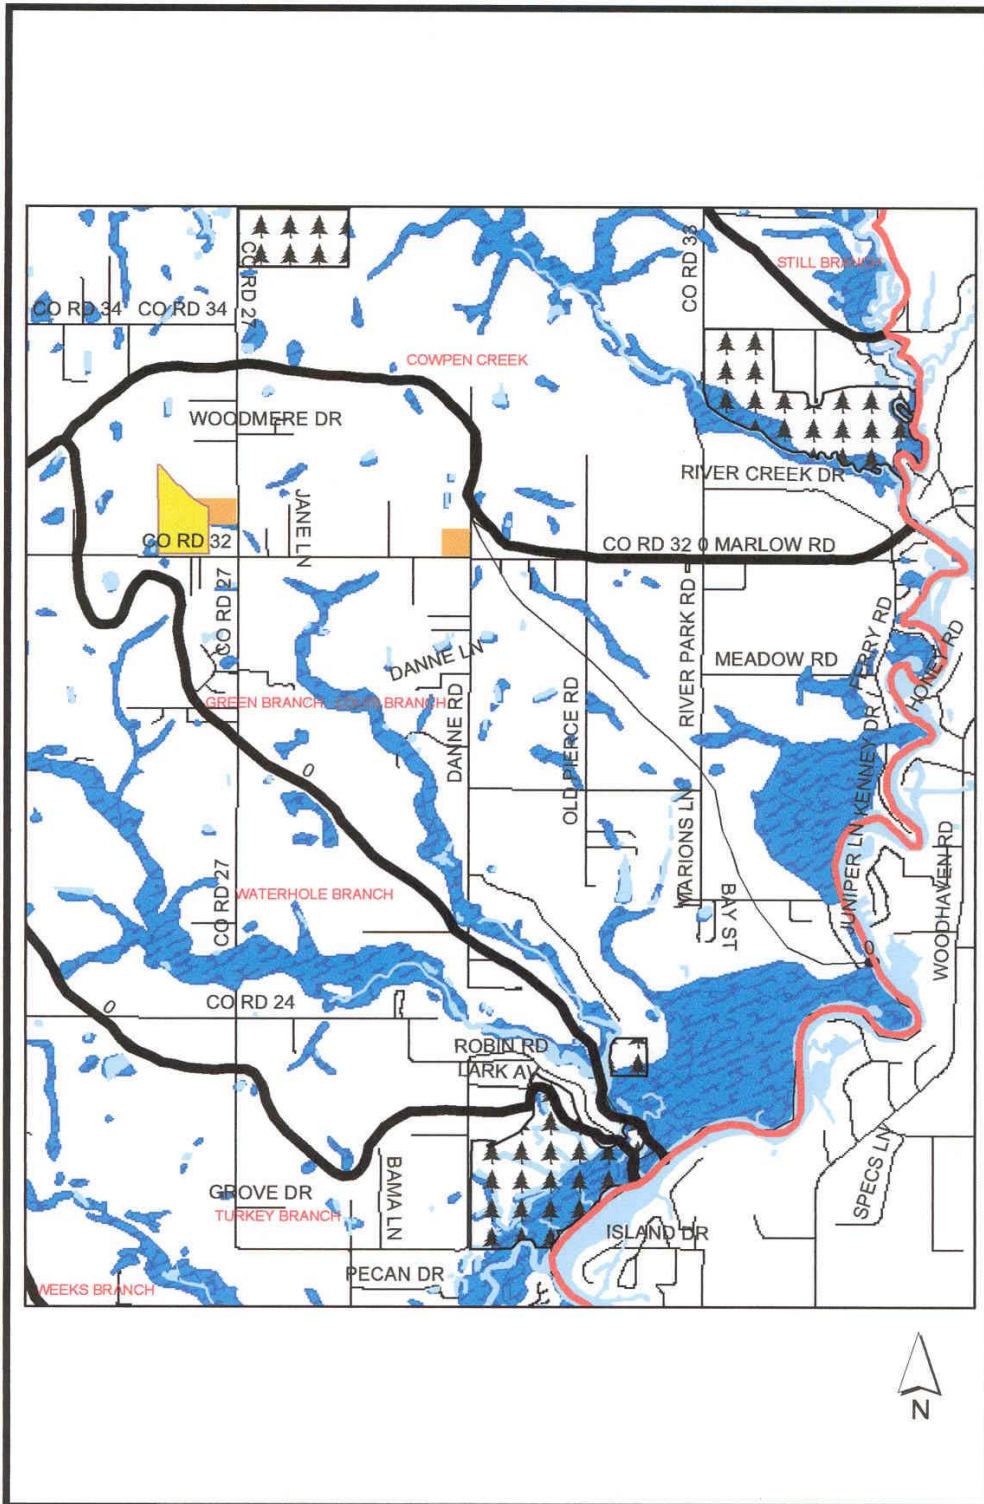 CO RD 33
STILL BRANCH
CO RD 27
CO RD 34
CO RD 34
COWPEN CREEK
WOODMERE DR
RIVER CREEK DR
JANE LN
CO RD 32
CO RD 32 0 MARLOW RD
CO RD 27
FERRY RD
HONEY RD
DANNE LN
MEADOW RD
RIVER PARK RD
GREEN BRANCH
BRANCH
DANNE RD
OLD PIERCE RD
KENNEY DR
0
MARIONS LN
JUNIPER LN
WOODHAVEN RD
CO RD 27
WATERHOLE BRANCH
BAY ST
0
CO RD 24
0
ROBIN RD
LARK AV
SPECS LN
BAMA LN
GROVE DR
TURKEY BRANCH
ISLAND DR
PECAN DR
WEEKS BRANCH
N